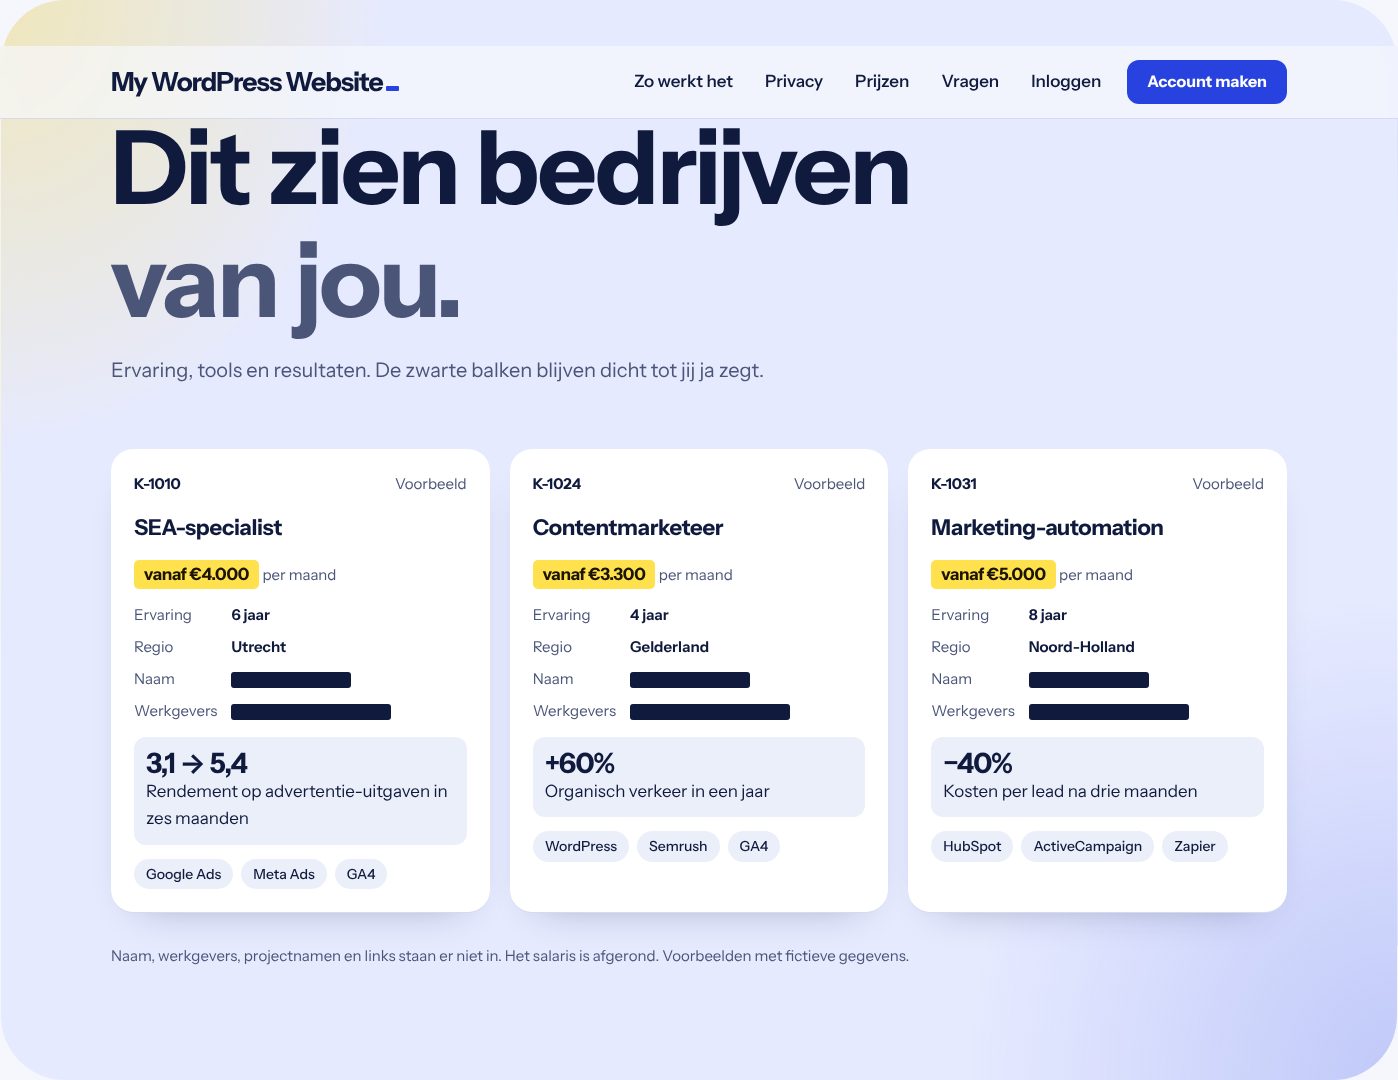 My WordPress Website
Zo werkt het
Privacy
Prijzen
Vragen
Inloggen
Account maken
Dit zien bedrijven
van jou.
Ervaring, tools en resultaten. De zwarte balken blijven dicht tot jij ja zegt.
K-1010
Voorbeeld
SEA-specialist
vanaf €4.000 per maand
Ervaring 6 jaar
Regio Utrecht
Naam
Werkgevers
3,1 → 5,4
Rendement op advertentie-uitgaven in
zes maanden
Google Ads
Meta Ads
GA4
K-1024
Voorbeeld
Contentmarketeer
vanaf €3.300 per maand
Ervaring 4 jaar
Regio Gelderland
Naam
Werkgevers
+60%
Organisch verkeer in een jaar
WordPress
Semrush
GA4
K-1031
Voorbeeld
Marketing-automation
vanaf €5.000 per maand
Ervaring 8 jaar
Regio Noord-Holland
Naam
Werkgevers
−40%
Kosten per lead na drie maanden
HubSpot
ActiveCampaign
Zapier
Naam, werkgevers, projectnamen en links staan er niet in. Het salaris is afgerond. Voorbeelden met fictieve gegevens.